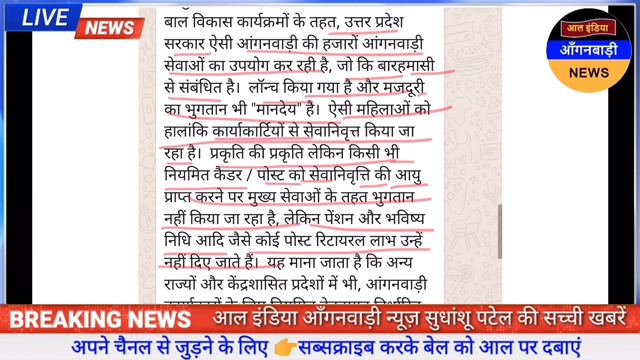 LIVE
NEWS
बाल विकास कार्यक्रमों के तहत, उत्तर प्रदेश
सरकार ऐसी आंगनवाड़ी की हजारों आंगनवाड़ी
सेवाओं का उपयोग कर रही है, जो कि बारहमासी
से संबंधित है। लॉन्च किया गया है और मजदूरी
का भुगतान भी "मानदेय" है। ऐसी महिलाओं को
हालांकि कार्याकार्टियों से सेवानिवृत्त किया जा
रहा है। प्रकृति की प्रकृति लेकिन किसी भी
नियमित कैडर / पोस्ट को सेवानिवृत्ति की आयु
प्राप्त करने पर मुख्य सेवाओं के तहत भुगतान
नहीं किया जा रहा है, लेकिन पेंशन और भविष्य
निधि आदि जैसे कोई पोस्ट रिटायरल लाभ उन्हें
नहीं दिए जाते हैं। यह माना जाता है कि अन्य
राज्यों और केंद्रशासित प्रदेशों में भी, आंगनवाड़ी
आल इंडिया
आँगनबाड़ी
NEWS
BREAKING NEWS
आल इंडिया आँगनवाड़ी न्यूज़ सुधांशू पटेल की सच्ची खबरें
अपने चैनल से जुड़ने के लिए 👉सब्सक्राइब करके बेल को आल पर दबाएं